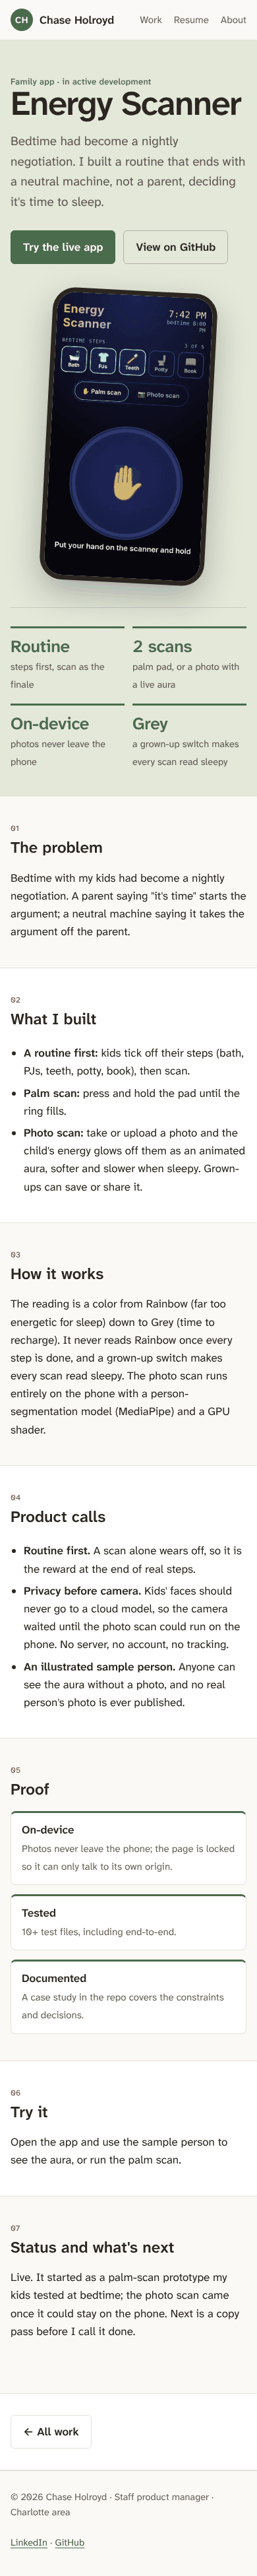 CH Chase Holroyd Work Resume About
Family app · in active development
Energy Scanner
Bedtime had become a nightly
negotiation. I built a routine that ends with
a neutral machine, not a parent, deciding
it's time to sleep.
Try the live app View on GitHub
Energy
Scanner
7:42 PM
bedtime 8:00
PM
BEDTIME STEPS
3 OF 5
Bath PJs Teeth Potty Book
Palm scan Photo scan
Put your hand on the scanner and hold
Routine
steps first, scan as the
finale
2 scans
palm pad, or a photo with
a live aura
On-device
photos never leave the
phone
Grey
a grown-up switch makes
every scan read sleepy
01
The problem
Bedtime with my kids had become a nightly
negotiation. A parent saying "it's time" starts the
argument; a neutral machine saying it takes the
argument off the parent.
02
What I built
• A routine first: kids tick off their steps (bath,
PJs, teeth, potty, book), then scan.
• Palm scan: press and hold the pad until the
ring fills.
• Photo scan: take or upload a photo and the
child's energy glows off them as an animated
aura, softer and slower when sleepy. Grown-
ups can save or share it.
03
How it works
The reading is a color from Rainbow (far too
energetic for sleep) down to Grey (time to
recharge). It never reads Rainbow once every
step is done, and a grown-up switch makes
every scan read sleepy. The photo scan runs
entirely on the phone with a person-
segmentation model (MediaPipe) and a GPU
shader.
04
Product calls
• Routine first. A scan alone wears off, so it is
the reward at the end of real steps.
• Privacy before camera. Kids' faces should
never go to a cloud model, so the camera
waited until the photo scan could run on the
phone. No server, no account, no tracking.
• An illustrated sample person. Anyone can
see the aura without a photo, and no real
person's photo is ever published.
05
Proof
On-device
Photos never leave the phone; the page is locked
so it can only talk to its own origin.
Tested
10+ test files, including end-to-end.
Documented
A case study in the repo covers the constraints
and decisions.
06
Try it
Open the app and use the sample person to
see the aura, or run the palm scan.
07
Status and what's next
Live. It started as a palm-scan prototype my
kids tested at bedtime; the photo scan came
once it could stay on the phone. Next is a copy
pass before I call it done.
← All work
© 2026 Chase Holroyd · Staff product manager ·
Charlotte area
LinkedIn · GitHub